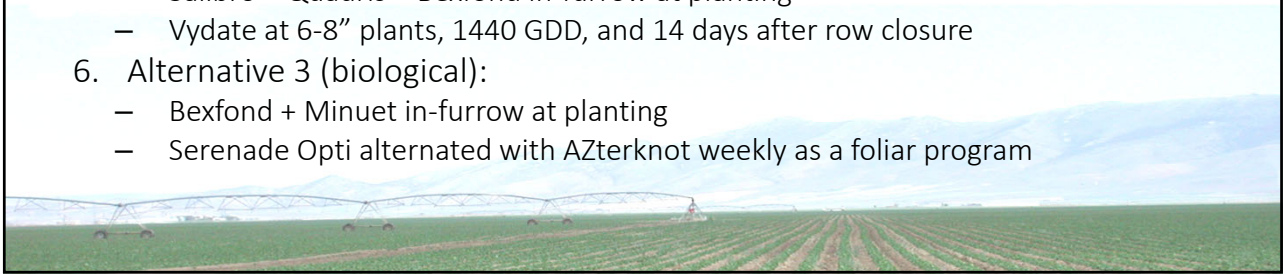 – Vydate at 6-8” plants, 1440 GDD, and 14 days after row closure
6. Alternative 3 (biological):
– Bexfond + Minuet in-furrow at planting
– Serenade Opti alternated with AZterknot weekly as a foliar program